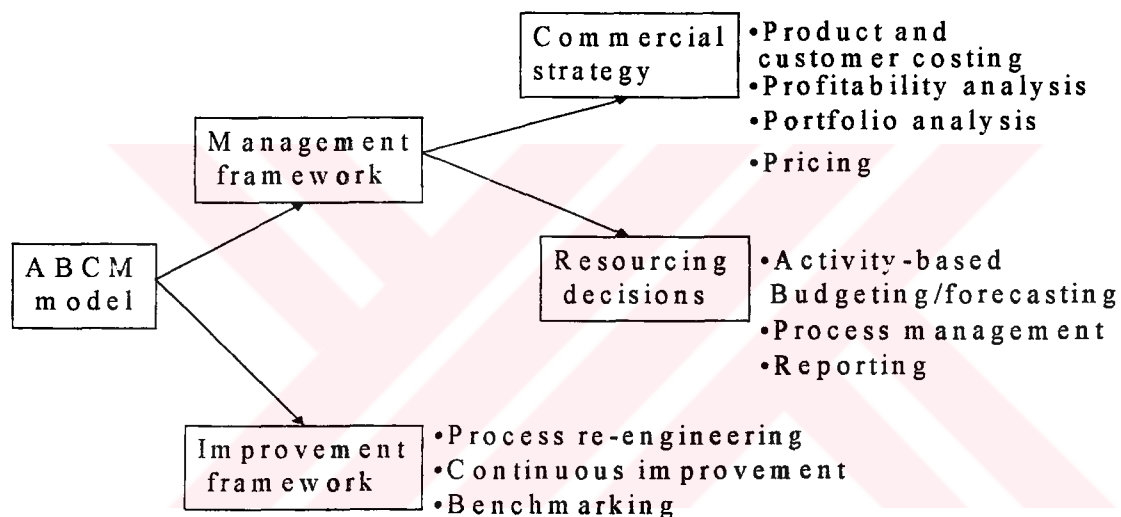 Commercial
strategy
•Product and
customer costing
•Profitability analysis
•Portfolio analysis
•Pricing
Management
framework
ABCM
model
Resourcing
decisions
•Activity-based
Budgeting/forecasting
•Process management
•Reporting
Improvement
framework
•Process re-engineering
•Continuous improvement
•Benchmarking